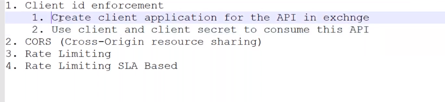 1. Client id enforcement
1. Create client application for the API in exchnge
2. Use client and client secret to consume this API
2. CORS (Cross-Origin resource sharing)
3. Rate Limiting
4. Rate Limiting SLA Based